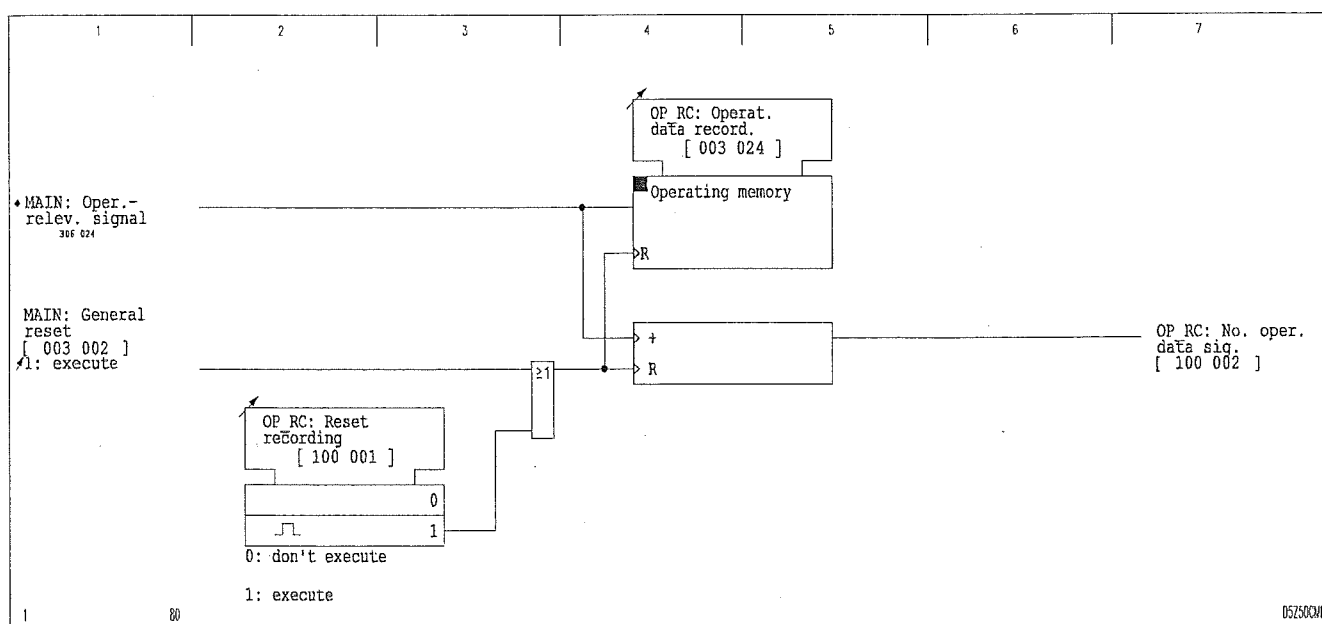 1 2 3 4 5 6 7
OP_RC: Operat.
data record.
[ 003 024 ]
Operating memory
MAIN: Oper.-
relev. signal
306 024
R
MAIN: General
reset
[ 003 002 ]
1: execute
+
R
OP_RC: No. oper.
data sig.
[ 100 002 ]
≥1
OP_RC: Reset
recording
[ 100 001 ]
0
1
0: don't execute
1: execute
1 80